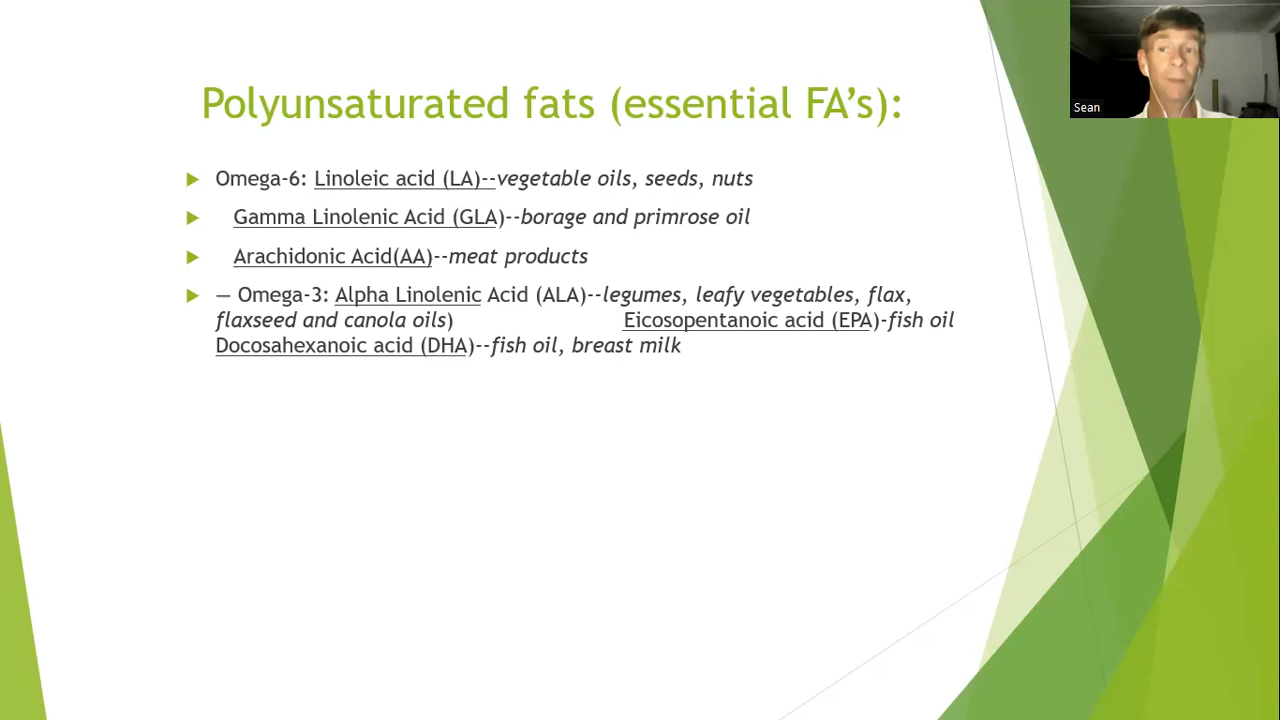 Polyunsaturated fats (essential FA's):
Omega-6: Linoleic acid (LA)--vegetable oils, seeds, nuts
Gamma Linolenic Acid (GLA)--borage and primrose oil
Arachidonic Acid(AA)--meat products
— Omega-3: Alpha Linolenic Acid (ALA)--legumes, leafy vegetables, flax,
flaxseed and canola oils) Eicosopentanoic acid (EPA)-fish oil
Docosahexanoic acid (DHA)--fish oil, breast milk
Sean